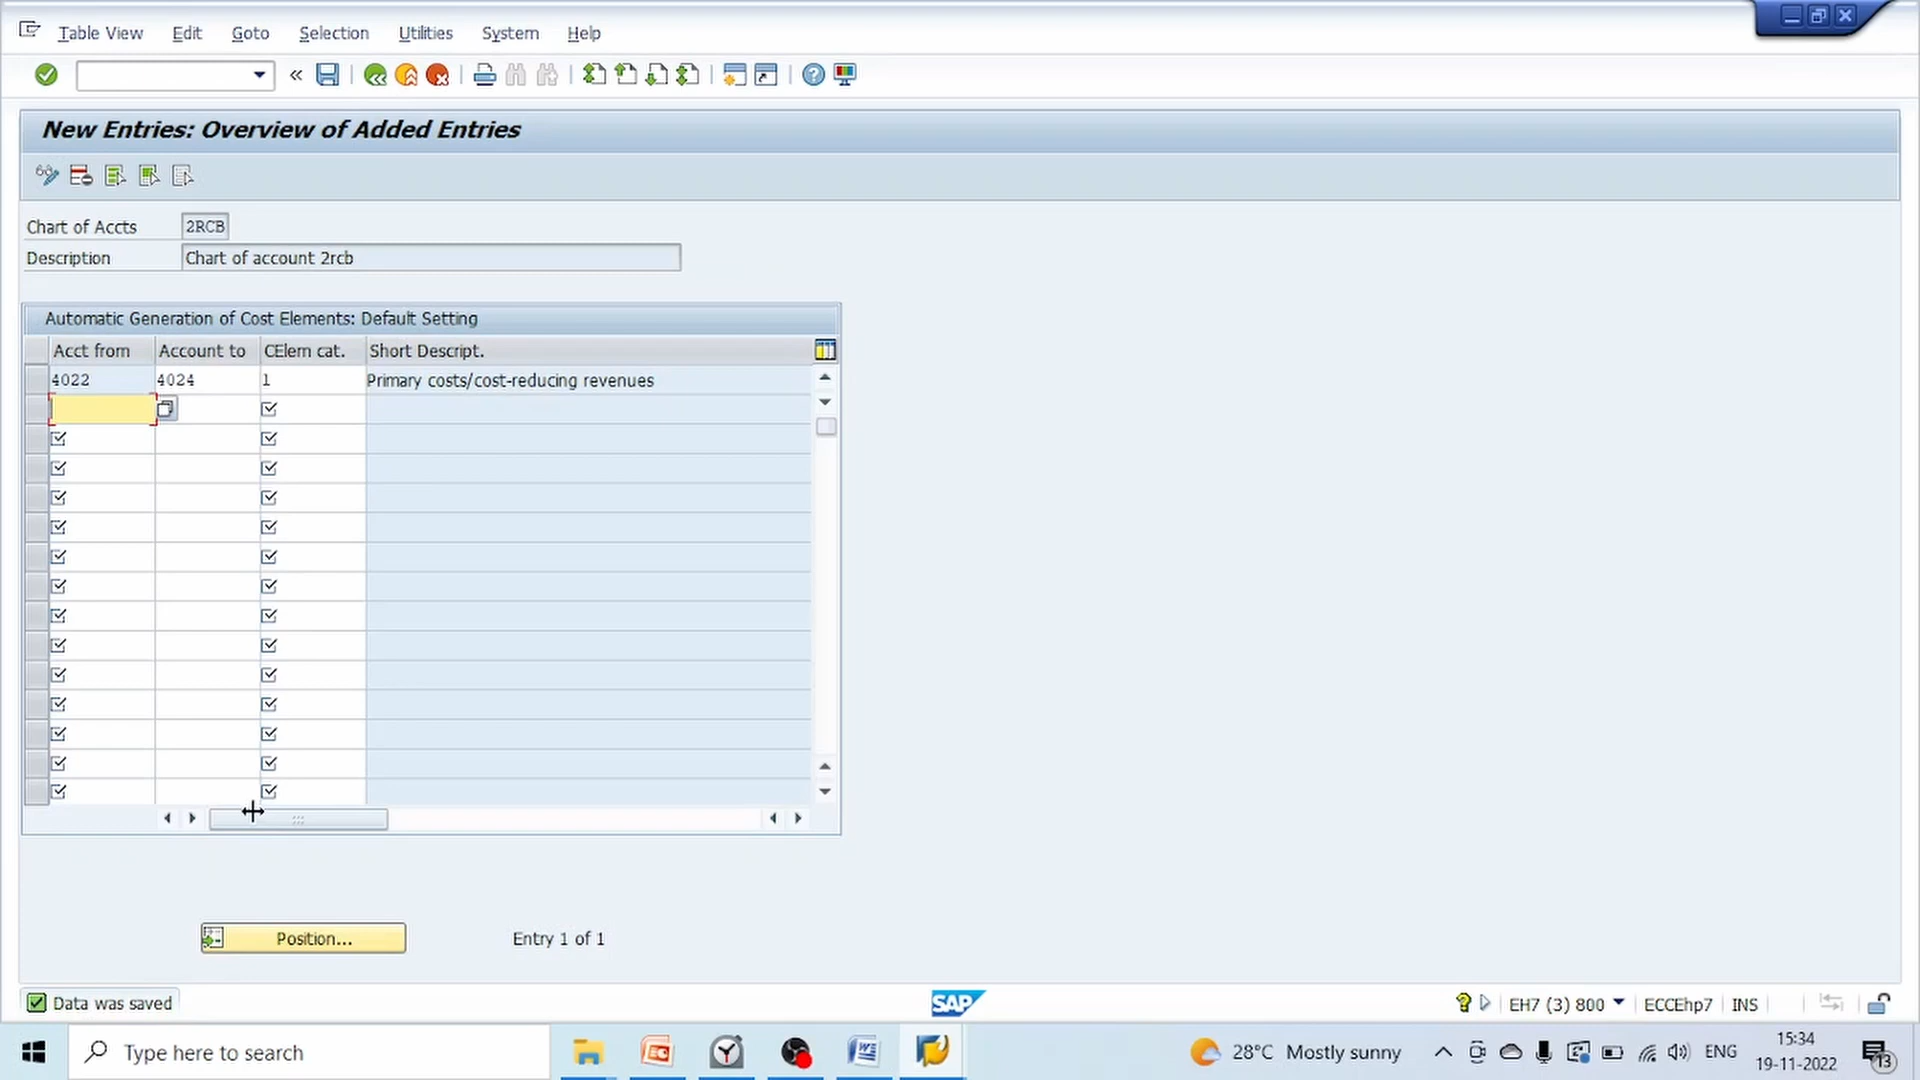 Table View Edit Goto Selection Utilities System Help
New Entries: Overview of Added Entries
Chart of Accts 2RCB
Description Chart of account 2rcb
Automatic Generation of Cost Elements: Default Setting
Acct from Account to CElem cat. Short Descript.
4022 4024 1 Primary costs/cost-reducing revenues
Position... Entry 1 of 1
Data was saved SAP EH7 (3) 800 ECCEhp7 INS
Type here to search 28°C Mostly sunny ENG 15:34
19-11-2022 13